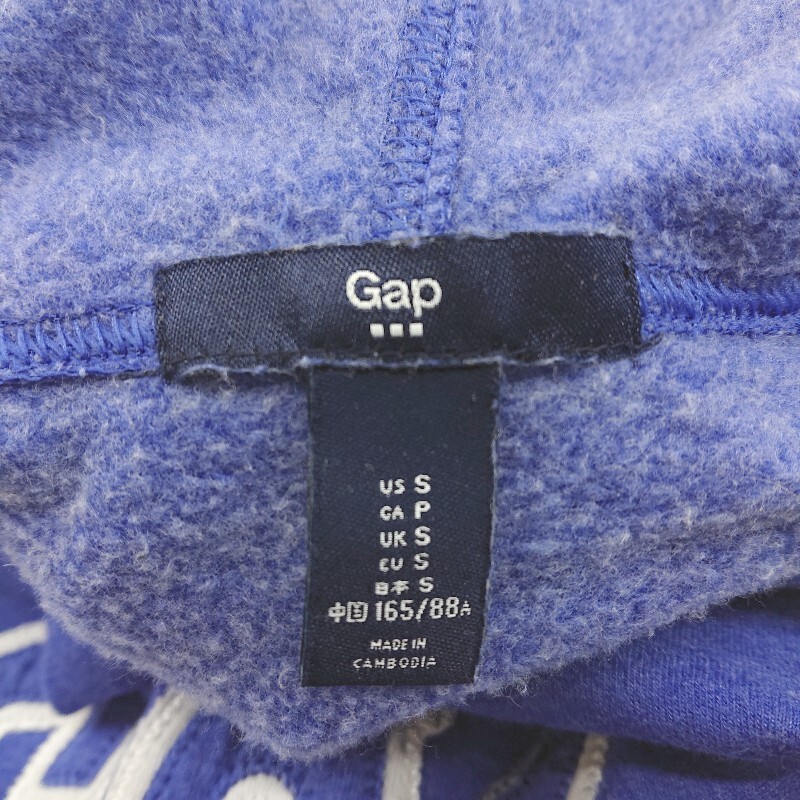 Gap
US S
CA P
UK S
EU S
日本 S
中国 165/88A
MADE IN
CAMBODIA